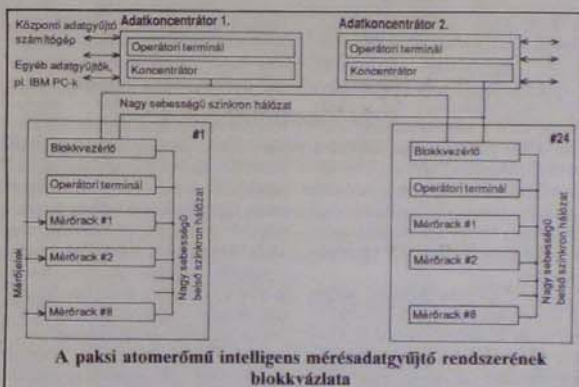 Adatkoncentrátor 1.
Adatkoncentrátor 2.
Központi adatgyűjtő
számítógép
Egyéb adatgyűjtők,
pl. IBM PC-k
Operátori terminál
Koncentrátor
Operátori terminál
Koncentrátor
Nagy sebességű szinkron hálózat
#1
Blokkvezérlő
Operátori terminál
Mérőrack #1
Mérőrack #2
Mérőrack #8
Mérőjelek
Nagy sebességű
belső szinkron hálózat
#24
Blokkvezérlő
Operátori terminál
Mérőrack #1
Mérőrack #2
Mérőrack #8
Nagy sebességű
belső szinkron hálózat
A paksi atomerőmű intelligens mérésadatgyűjtő rendszerének
blokkvázlata